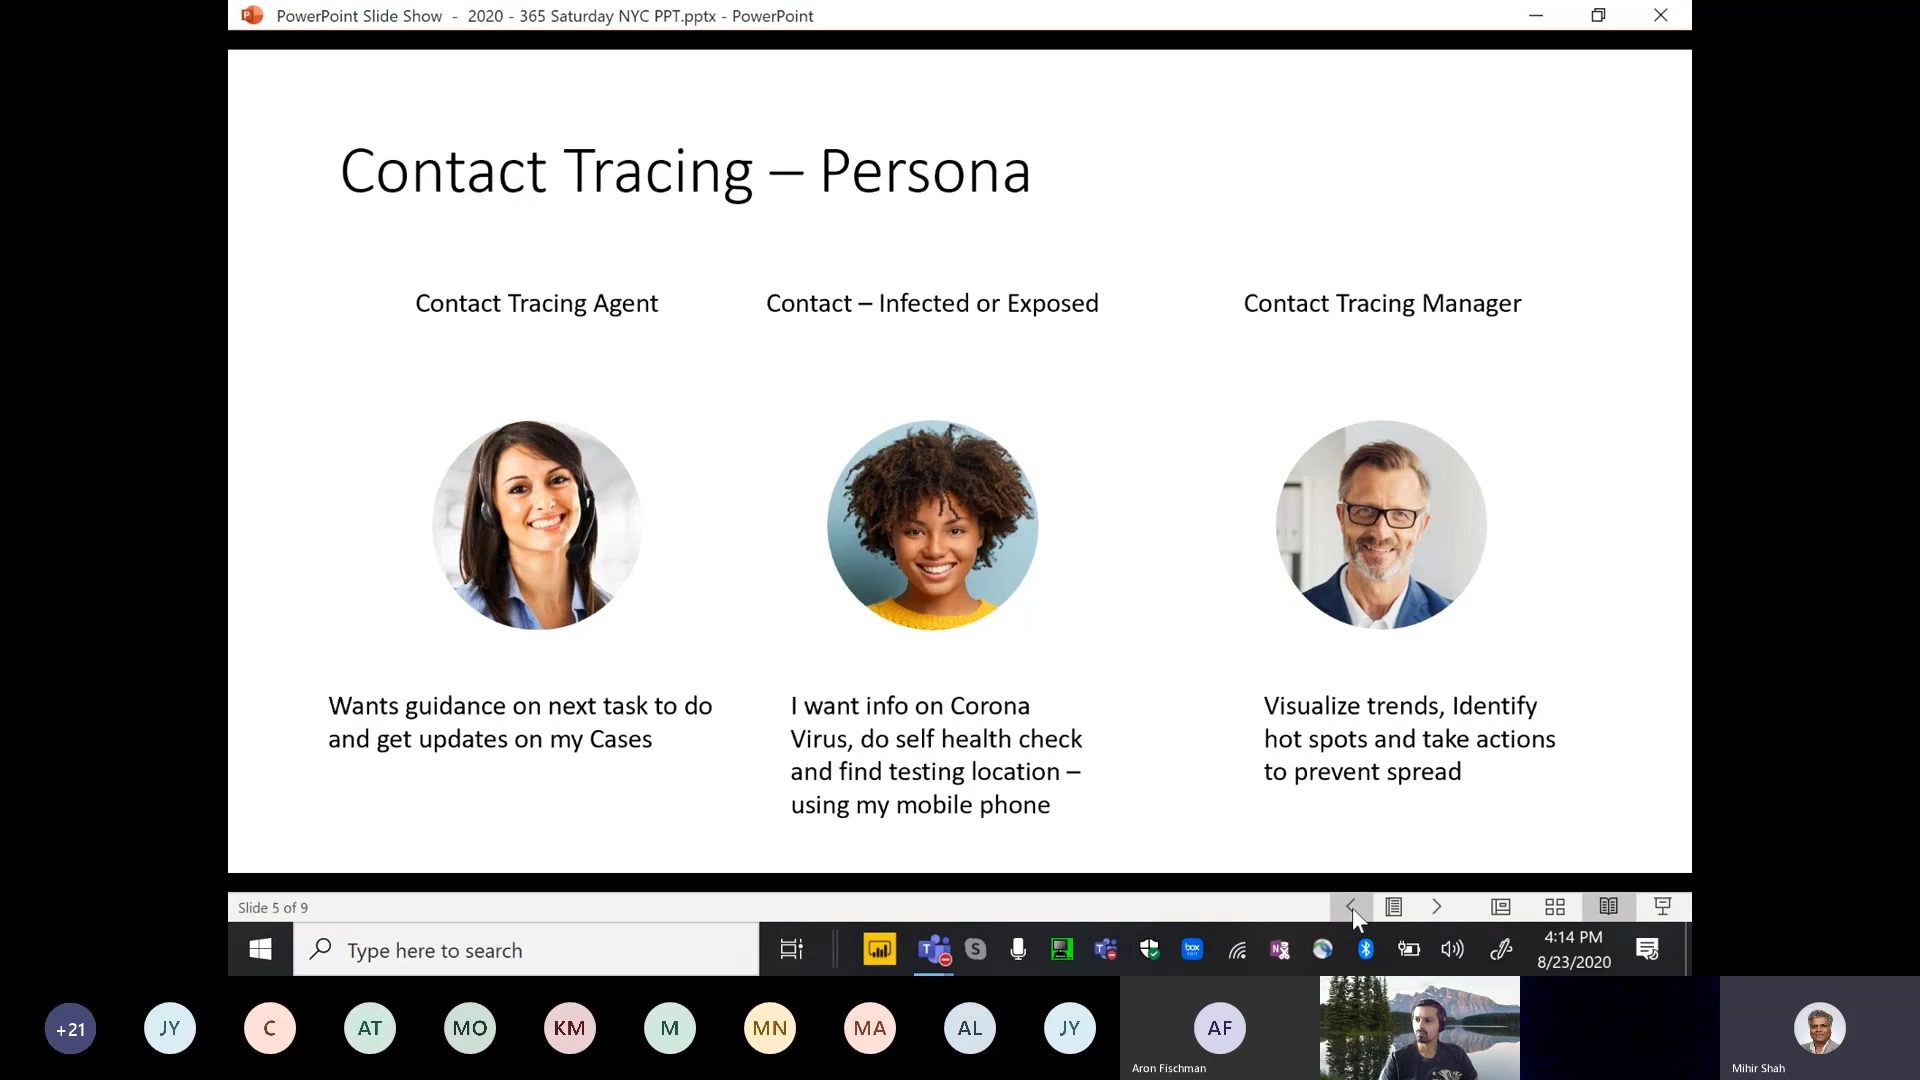 PowerPoint Slide Show - 2020 - 365 Saturday NYC PPT.pptx - PowerPoint
Contact Tracing – Persona
Contact Tracing Agent
Contact – Infected or Exposed
Contact Tracing Manager
Wants guidance on next task to do
and get updates on my Cases
I want info on Corona
Virus, do self health check
and find testing location –
using my mobile phone
Visualize trends, Identify
hot spots and take actions
to prevent spread
Slide 5 of 9
Type here to search
box
4:14 PM
8/23/2020
+21
JY
C
AT
MO
KM
M
MN
MA
AL
JY
AF
Aron Fischman
Mihir Shah